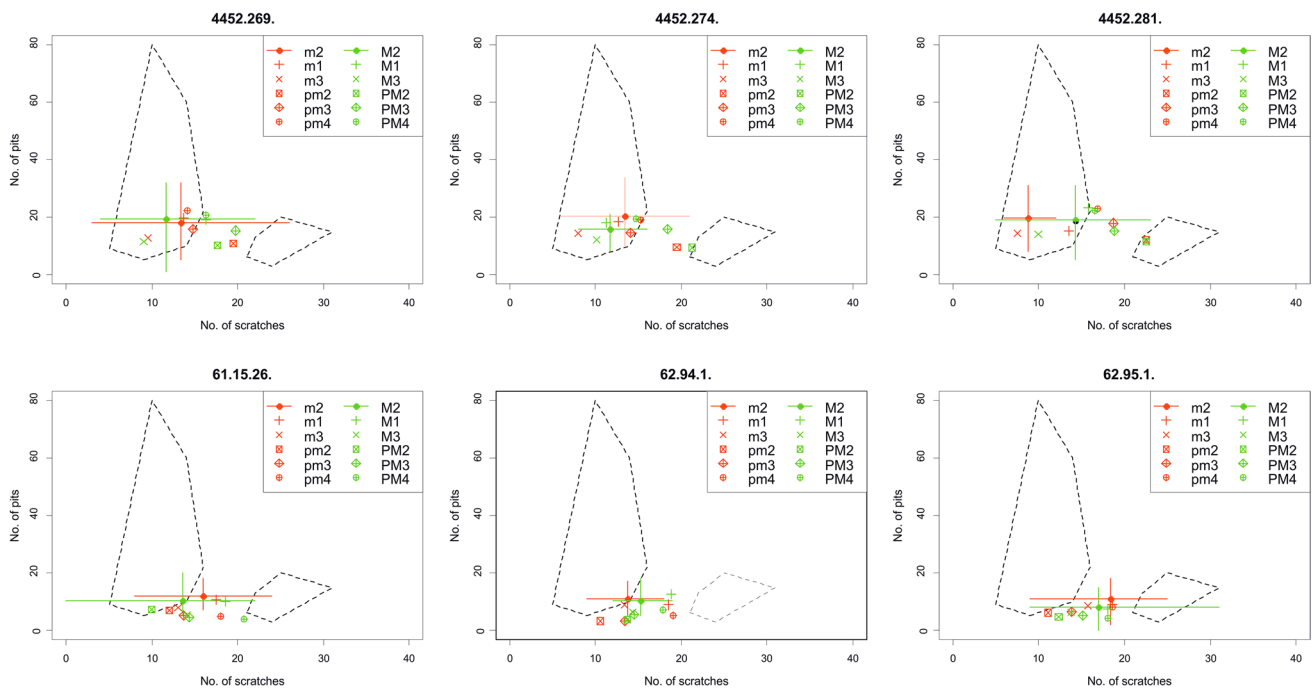 4452.269.
No. of pits
80
60
40
20
0
m2 M2
m1 M1
m3 M3
pm2 PM2
pm3 PM3
pm4 PM4
0 10 20 30 40
No. of scratches
4452.274.
No. of pits
80
60
40
20
0
m2 M2
m1 M1
m3 M3
pm2 PM2
pm3 PM3
pm4 PM4
0 10 20 30 40
No. of scratches
4452.281.
No. of pits
80
60
40
20
0
m2 M2
m1 M1
m3 M3
pm2 PM2
pm3 PM3
pm4 PM4
0 10 20 30 40
No. of scratches
61.15.26.
No. of pits
80
60
40
20
0
m2 M2
m1 M1
m3 M3
pm2 PM2
pm3 PM3
pm4 PM4
0 10 20 30 40
No. of scratches
62.94.1.
No. of pits
80
60
40
20
0
m2 M2
m1 M1
m3 M3
pm2 PM2
pm3 PM3
pm4 PM4
0 10 20 30 40
No. of scratches
62.95.1.
No. of pits
80
60
40
20
0
m2 M2
m1 M1
m3 M3
pm2 PM2
pm3 PM3
pm4 PM4
0 10 20 30 40
No. of scratches